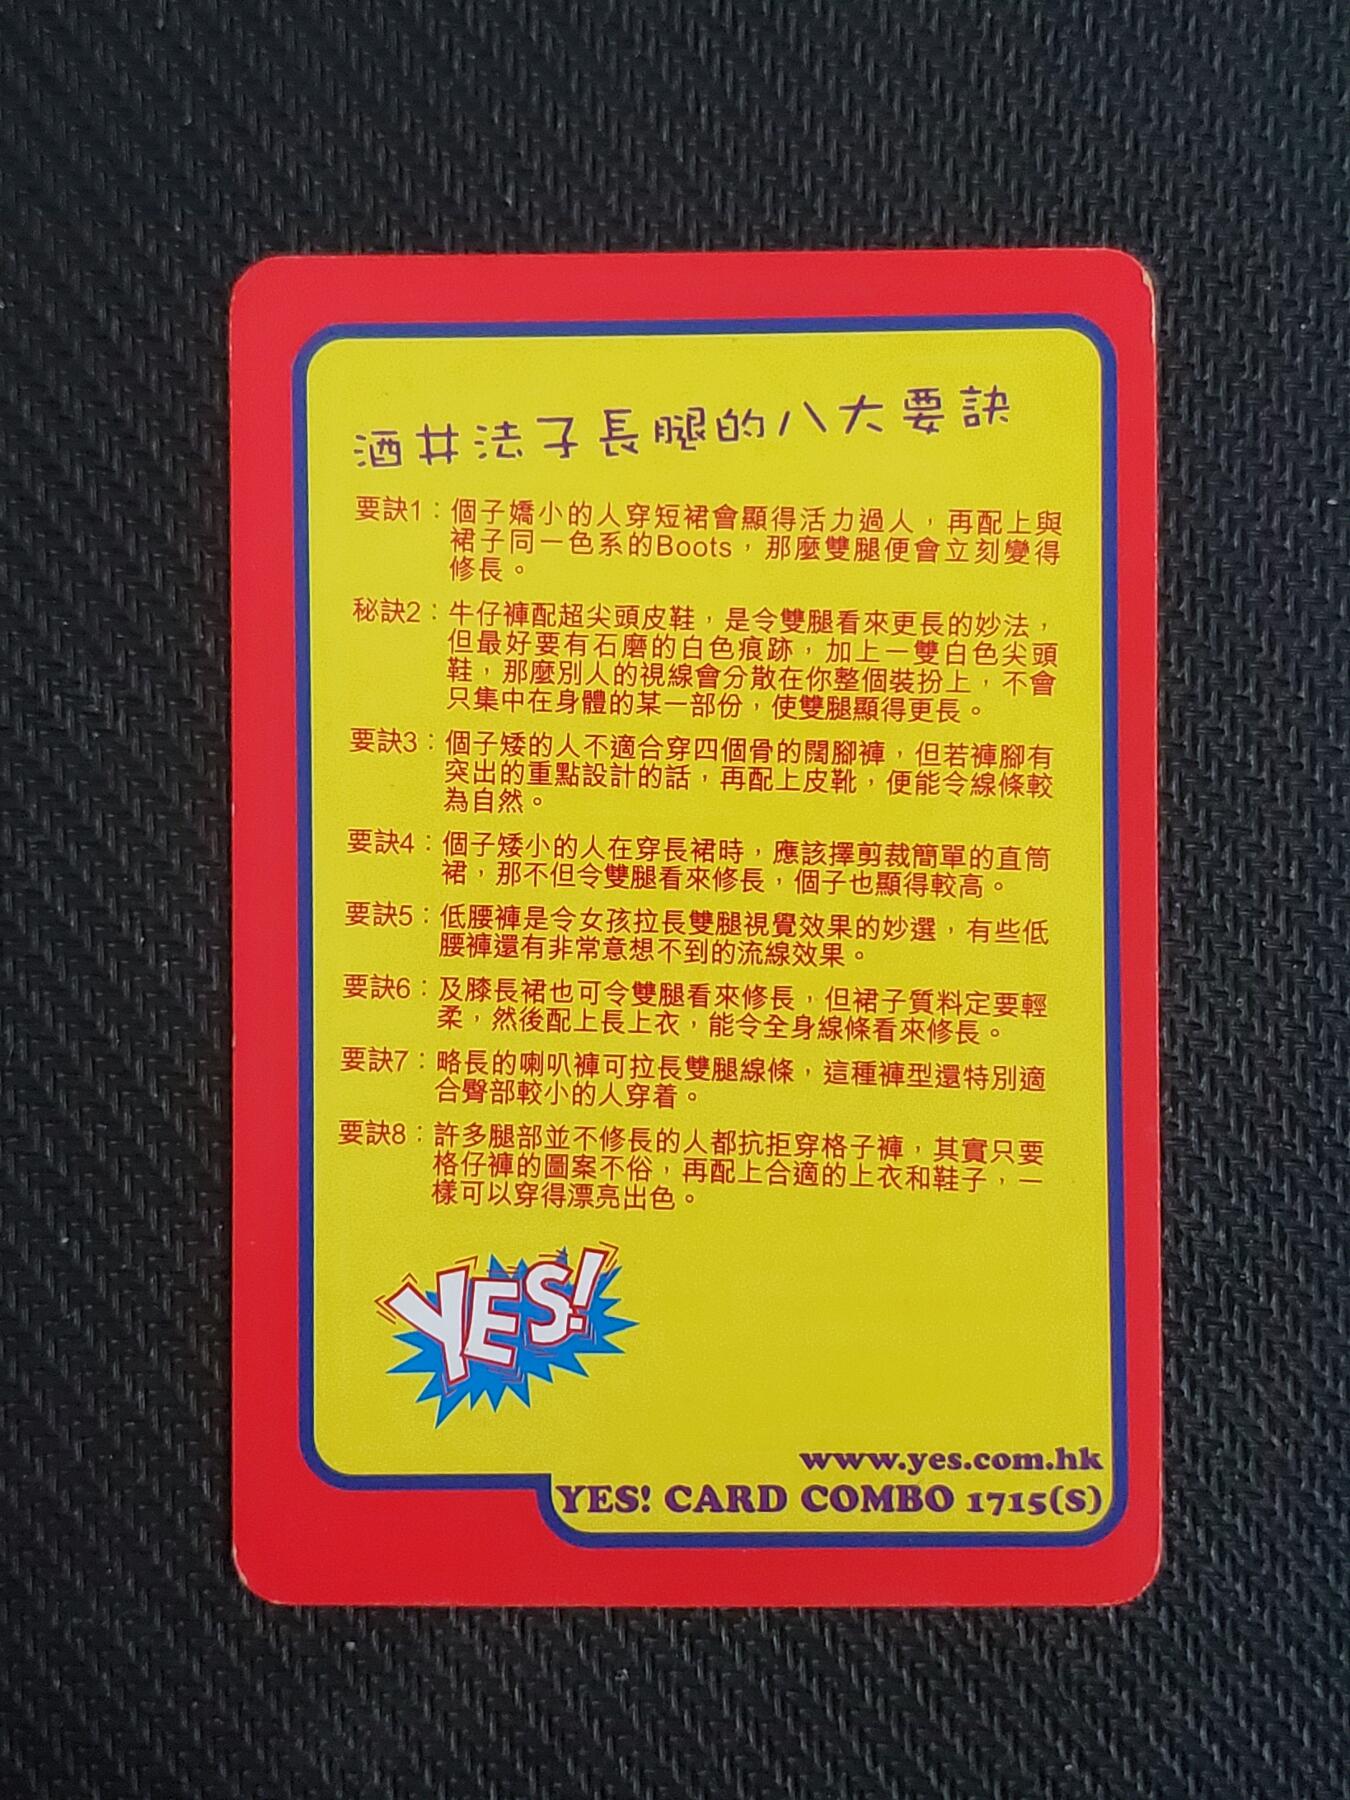 酒井法子長腿的八大要訣
要訣1：個子嬌小的人穿短裙會顯得活力過人，再配上與
裙子同一色系的Boots，那麼雙腿便會立刻變得
修長。
秘訣2：牛仔褲配超尖頭皮鞋，是令雙腿看來更長的妙法，
但最好要有石磨的白色痕跡，加上一雙白色尖頭
鞋，那麼別人的視線會分散在你整個裝扮上，不會
只集中在身體的某一部份，使雙腿顯得更長。
要訣3：個子矮的人不適合穿四個骨的闊腳褲，但若褲腳有
突出的重點設計的話，再配上皮靴，便能令線條較
為自然。
要訣4：個子矮小的人在穿長裙時，應該擇剪裁簡單的直筒
裙，那不但令雙腿看來修長，個子也顯得較高。
要訣5：低腰褲是令女孩拉長雙腿視覺效果的妙選，有些低
腰褲還有非常意想不到的流線效果。
要訣6：及膝長裙也可令雙腿看來修長，但裙子質料定要輕
柔，然後配上長上衣，能令全身線條看來修長。
要訣7：略長的喇叭褲可拉長雙腿線條，這種褲型還特別適
合臀部較小的人穿着。
要訣8：許多腿部並不修長的人都抗拒穿格子褲，其實只要
格仔褲的圖案不俗，再配上合適的上衣和鞋子，一
樣可以穿得漂亮出色。
YES!
www.yes.com.hk
YES! CARD COMBO 1715(S)